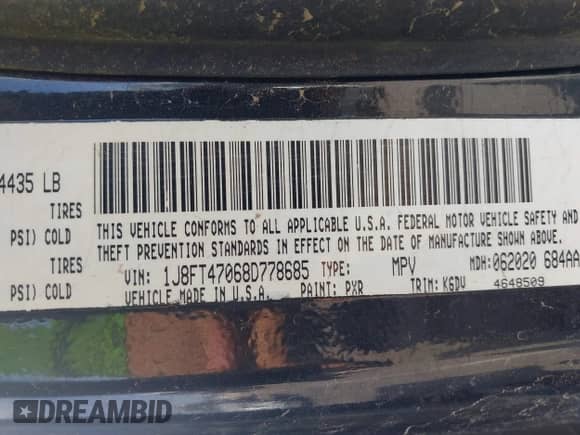 4435 LB
TIRES
PSI) COLD
TIRES
PSI) COLD
THIS VEHICLE CONFORMS TO ALL APPLICABLE U.S.A. FEDERAL MOTOR VEHICLE SAFETY AND
THEFT PREVENTION STANDARDS IN EFFECT ON THE DATE OF MANUFACTURE SHOWN ABOVE.
VIN: 1J8FT47068D778685 TYPE: MPV MDH:062020 684AA
VEHICLE MADE IN U.S.A. PAINT: PXR TRIM: K6DV 4648509
DREAMBID